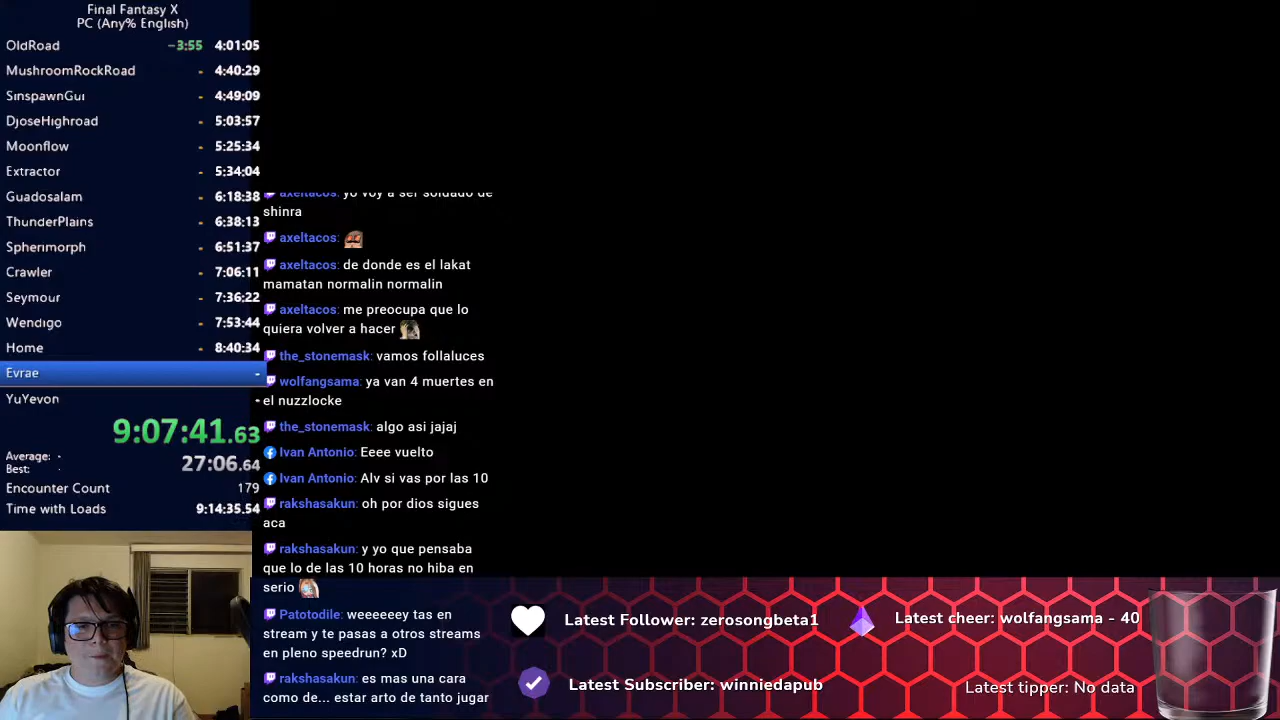 Final Fantasy X
PC (Any% English)
OldRoad −3:55 4:01:05
MushroomRockRoad - 4:40:29
SinspawnGui - 4:49:09
DjoseHighroad - 5:03:57
Moonflow - 5:25:34
Extractor - 5:34:04
Guadosalam - 6:18:38
ThunderPlains - 6:38:13
Spherimorph - 6:51:37
Crawler - 7:06:11
Seymour - 7:36:22
Wendigo - 7:53:44
Home - 8:40:34
Evrae -
YuYevon -
9:07:41.63
Average: -
Best: -
27:06.64
Encounter Count 179
Time with Loads 9:14:35.54
axeltacos: yo voy a ser soldado de
shinra
axeltacos:
axeltacos: de donde es el lakat
mamatan normalin normalin
axeltacos: me preocupa que lo
quiera volver a hacer
the_stonemask: vamos follaluces
wolfangsama: ya van 4 muertes en
el nuzzlocke
the_stonemask: algo asi jajaj
Ivan Antonio: Eeee vuelto
Ivan Antonio: Alv si vas por las 10
rakshasakun: oh por dios sigues
aca
rakshasakun: y yo que pensaba
que lo de las 10 horas no hiba en
serio
Patotodile: weeeeeey tas en
stream y te pasas a otros streams
en pleno speedrun? xD
rakshasakun: es mas una cara
como de... estar arto de tanto jugar
Latest Follower: zerosongbeta1
Latest cheer: wolfangsama - 40
Latest Subscriber: winniedapub
Latest tipper: No data